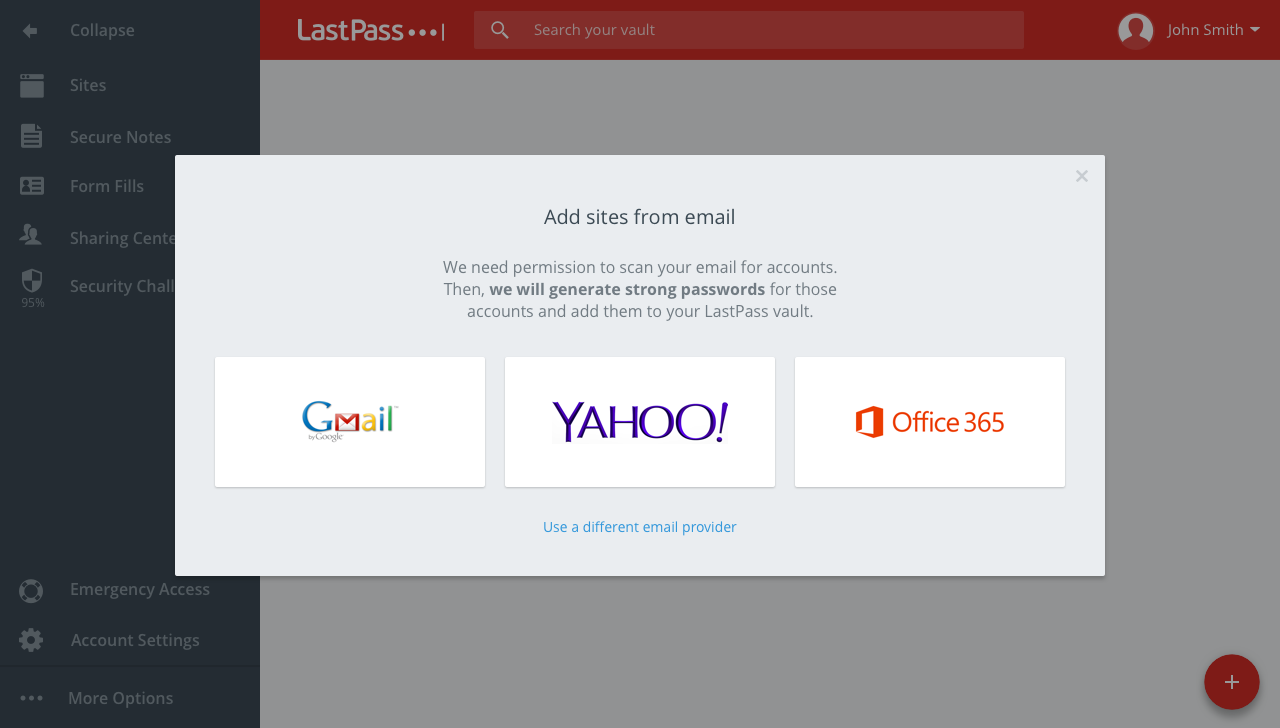 Collapse
LastPass
Search your vault
John Smith
Sites
Secure Notes
Form Fills
Sharing Cente
Security Chall
95%
Add sites from email
We need permission to scan your email for accounts.
Then, we will generate strong passwords for those
accounts and add them to your LastPass vault.
Gmail™
by Google
YAHOO!
Office 365
Use a different email provider
Emergency Access
Account Settings
More Options